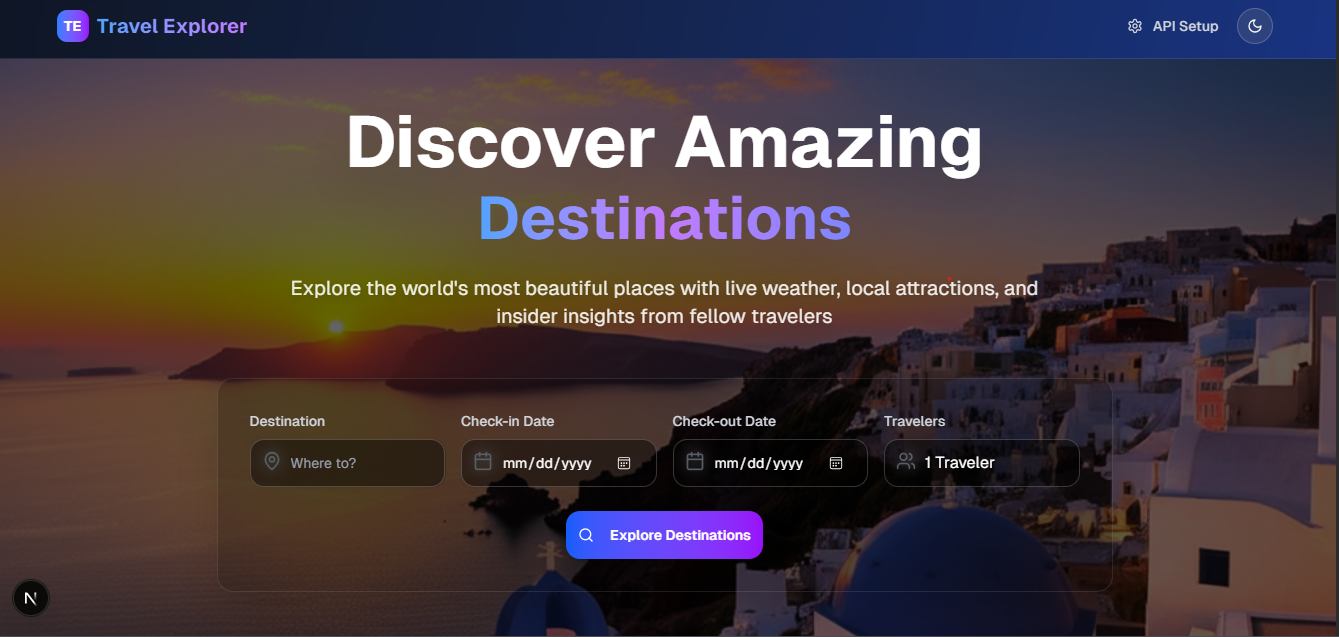 TE Travel Explorer
API Setup
Discover Amazing
Destinations
Explore the world's most beautiful places with live weather, local attractions, and
insider insights from fellow travelers
Destination
Check-in Date
Check-out Date
Travelers
Where to?
mm/dd/yyyy
mm/dd/yyyy
1 Traveler
Explore Destinations
N